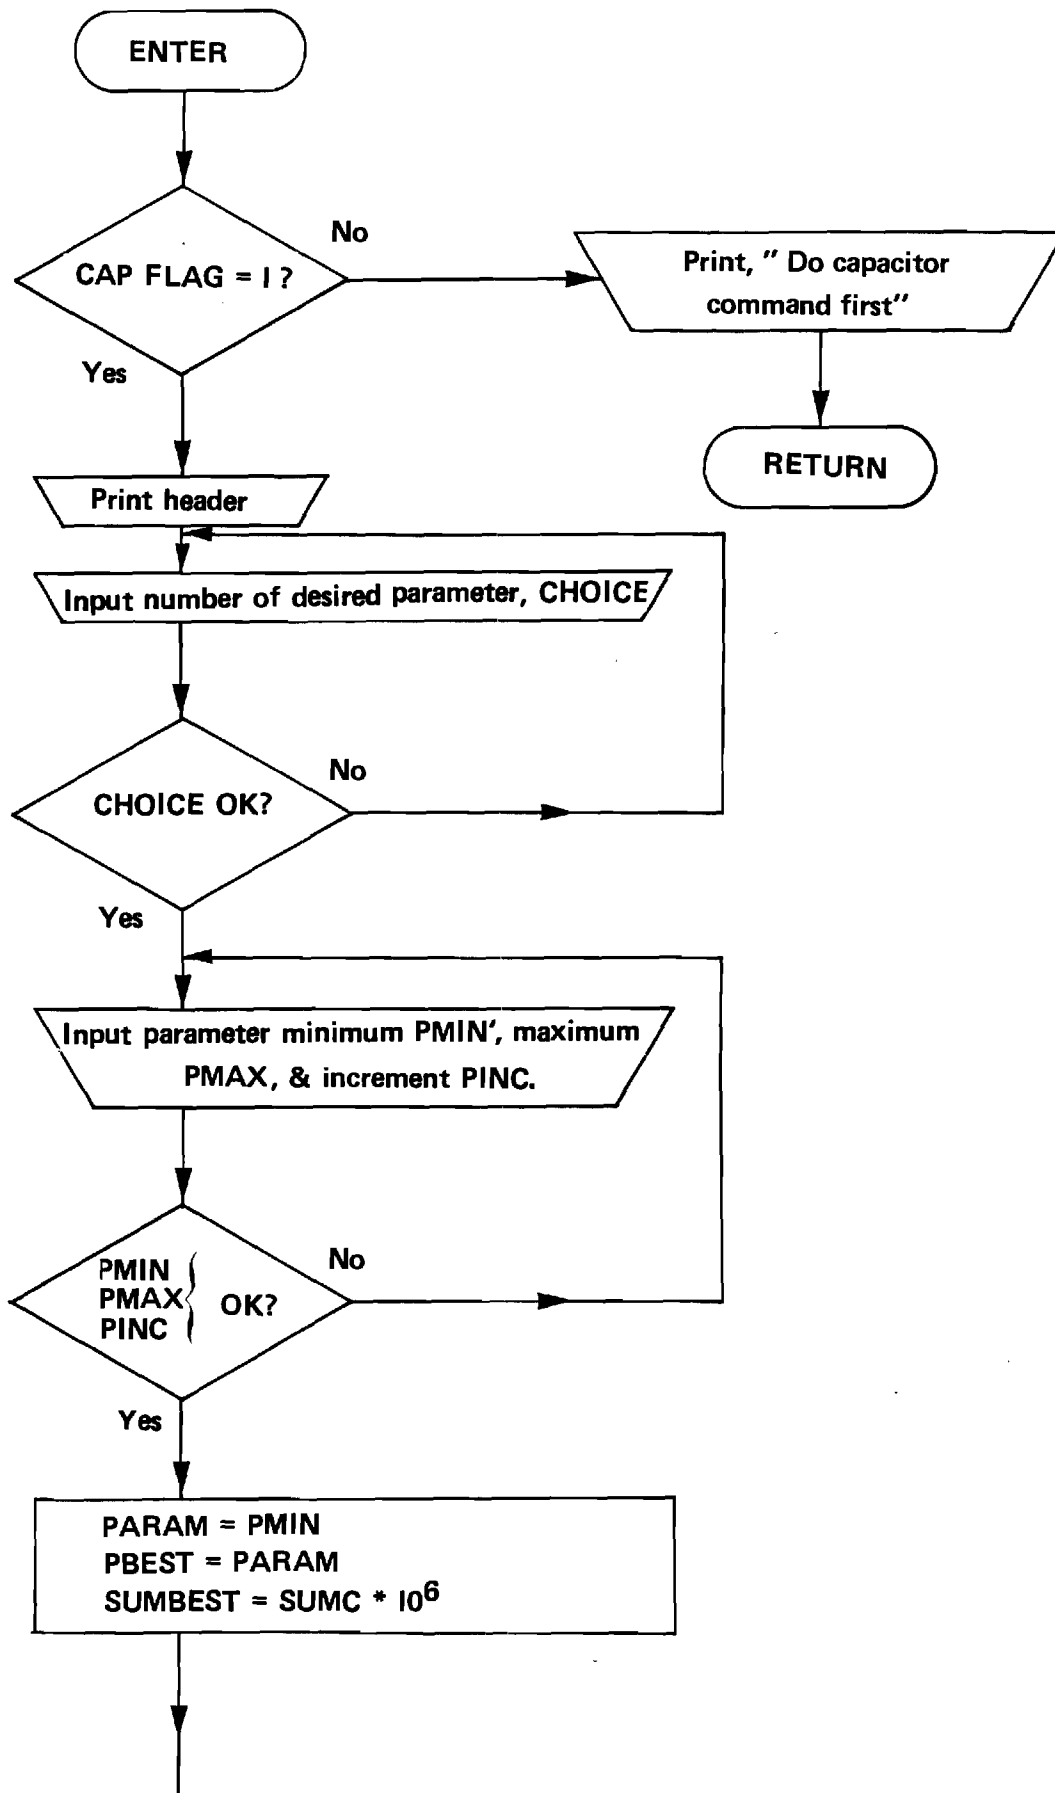 ENTER
No
CAP FLAG = 1 ?
Print, " Do capacitor
command first"
Yes
RETURN
Print header
Input number of desired parameter, CHOICE
No
CHOICE OK?
Yes
Input parameter minimum PMIN', maximum
PMAX, & increment PINC.
No
PMIN
PMAX
PINC
OK?
Yes
PARAM = PMIN
PBEST = PARAM
SUMBEST = SUMC * 10⁶